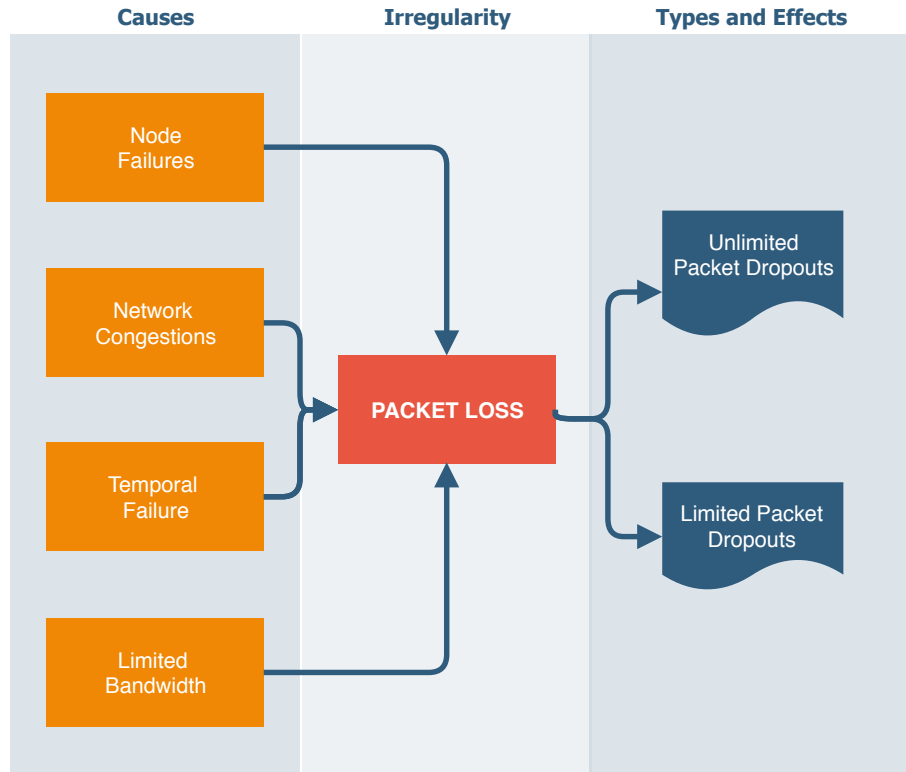 Causes
Irregularity
Types and Effects
Node
Failures
Network
Congestions
Temporal
Failure
Limited
Bandwidth
PACKET LOSS
Unlimited
Packet Dropouts
Limited Packet
Dropouts